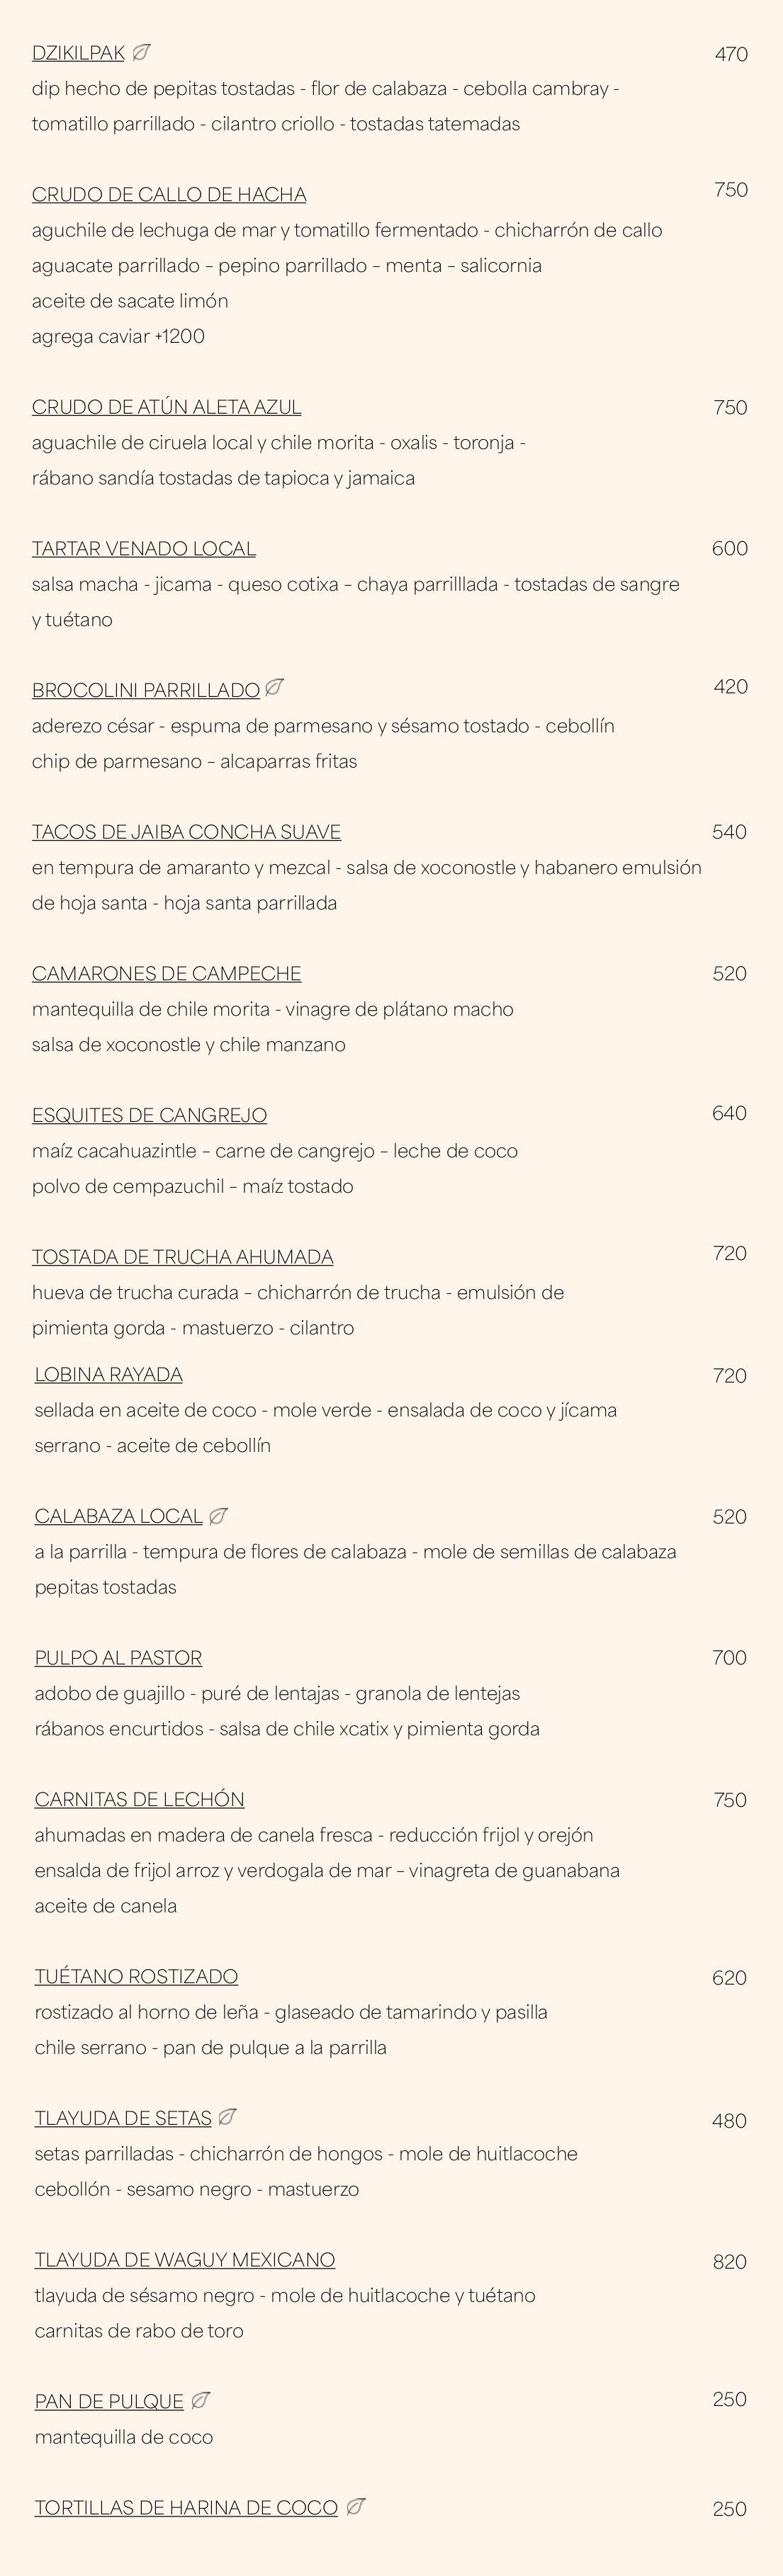 DZIKILPAK 470
dip hecho de pepitas tostadas - flor de calabaza - cebolla cambray -
tomatillo parrillado - cilantro criollo - tostadas tatemadas
CRUDO DE CALLO DE HACHA 750
aguchile de lechuga de mar y tomatillo fermentado - chicharrón de callo
aguacate parrillado – pepino parrillado – menta – salicornia
aceite de sacate limón
agrega caviar +1200
CRUDO DE ATÚN ALETA AZUL 750
aguachile de ciruela local y chile morita - oxalis - toronja -
rábano sandía tostadas de tapioca y jamaica
TARTAR VENADO LOCAL 600
salsa macha - jicama - queso cotixa – chaya parrilllada - tostadas de sangre
y tuétano
BROCOLINI PARRILLADO 420
aderezo césar - espuma de parmesano y sésamo tostado - cebollín
chip de parmesano – alcaparras fritas
TACOS DE JAIBA CONCHA SUAVE 540
en tempura de amaranto y mezcal - salsa de xoconostle y habanero emulsión
de hoja santa - hoja santa parrillada
CAMARONES DE CAMPECHE 520
mantequilla de chile morita - vinagre de plátano macho
salsa de xoconostle y chile manzano
ESQUITES DE CANGREJO 640
maíz cacahuazintle – carne de cangrejo – leche de coco
polvo de cempazuchil – maíz tostado
TOSTADA DE TRUCHA AHUMADA 720
hueva de trucha curada – chicharrón de trucha - emulsión de
pimienta gorda - mastuerzo - cilantro
LOBINA RAYADA 720
sellada en aceite de coco - mole verde - ensalada de coco y jícama
serrano - aceite de cebollín
CALABAZA LOCAL 520
a la parrilla - tempura de flores de calabaza - mole de semillas de calabaza
pepitas tostadas
PULPO AL PASTOR 700
adobo de guajillo - puré de lentajas - granola de lentejas
rábanos encurtidos - salsa de chile xcatix y pimienta gorda
CARNITAS DE LECHÓN 750
ahumadas en madera de canela fresca - reducción frijol y orejón
ensalda de frijol arroz y verdogala de mar – vinagreta de guanabana
aceite de canela
TUÉTANO ROSTIZADO 620
rostizado al horno de leña - glaseado de tamarindo y pasilla
chile serrano - pan de pulque a la parrilla
TLAYUDA DE SETAS 480
setas parrilladas - chicharrón de hongos - mole de huitlacoche
cebollón - sesamo negro - mastuerzo
TLAYUDA DE WAGUY MEXICANO 820
tlayuda de sésamo negro - mole de huitlacoche y tuétano
carnitas de rabo de toro
PAN DE PULQUE 250
mantequilla de coco
TORTILLAS DE HARINA DE COCO 250